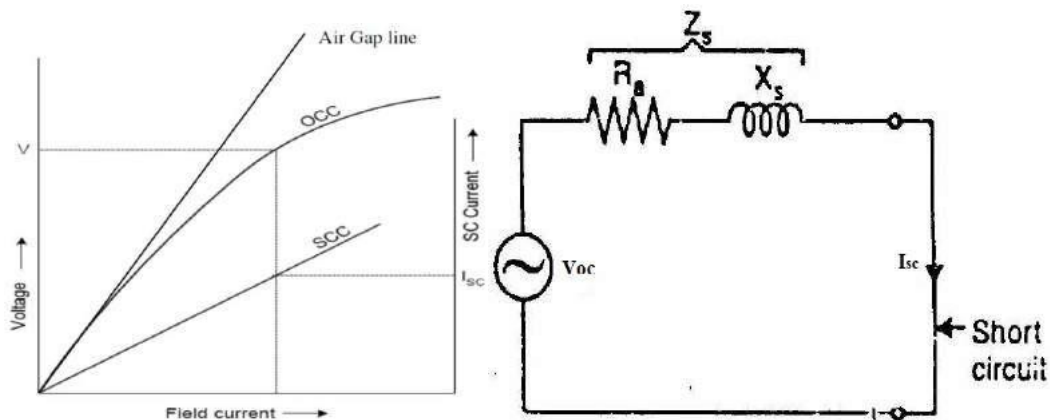 Air Gap line
OCC
V
SCC
Voltage
SC Current
ISC
Field current
Zs
Ra
Xs
Voc
Isc
Short
circuit